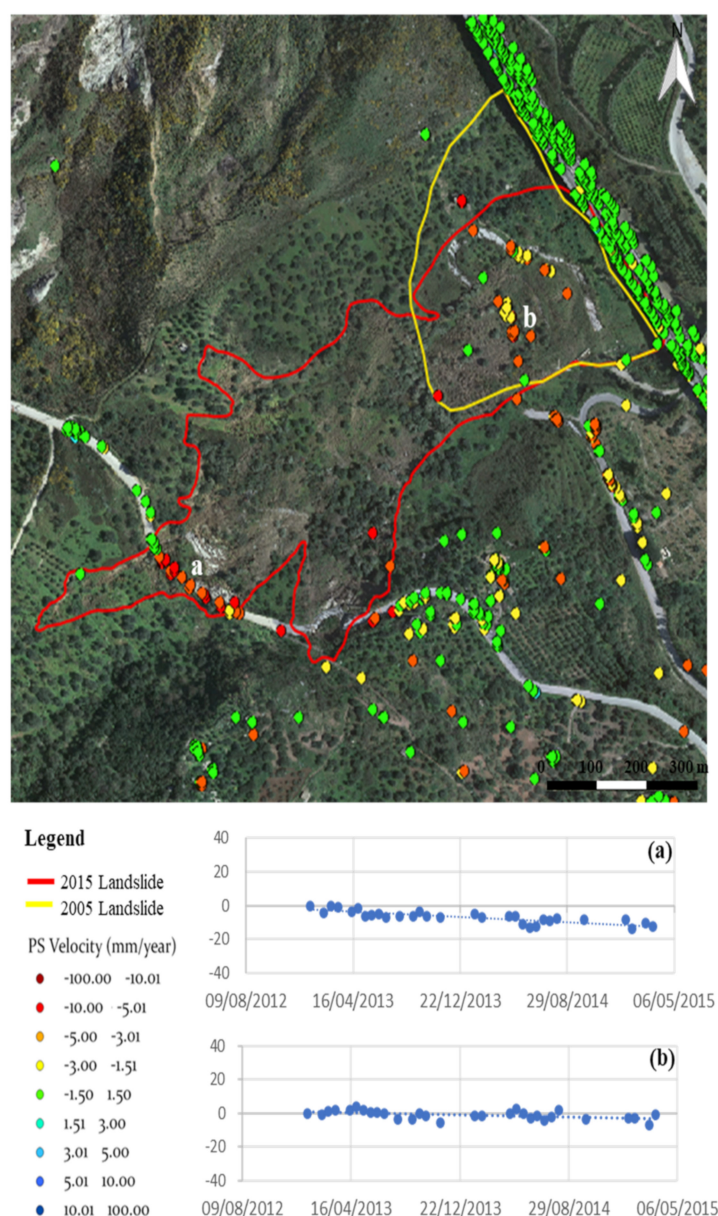 N
b
a
0 100 200 300 m
Legend
2015 Landslide
2005 Landslide
PS Velocity (mm/year)
-100.00 -10.01
-10.00 -5.01
-5.00 -3.01
-3.00 -1.51
-1.50 1.50
1.51 3.00
3.01 5.00
5.01 10.00
10.01 100.00
(a)
40
20
0
-20
-40
09/08/2012 16/04/2013 22/12/2013 29/08/2014 06/05/2015
(b)
40
20
0
-20
-40
09/08/2012 16/04/2013 22/12/2013 29/08/2014 06/05/2015